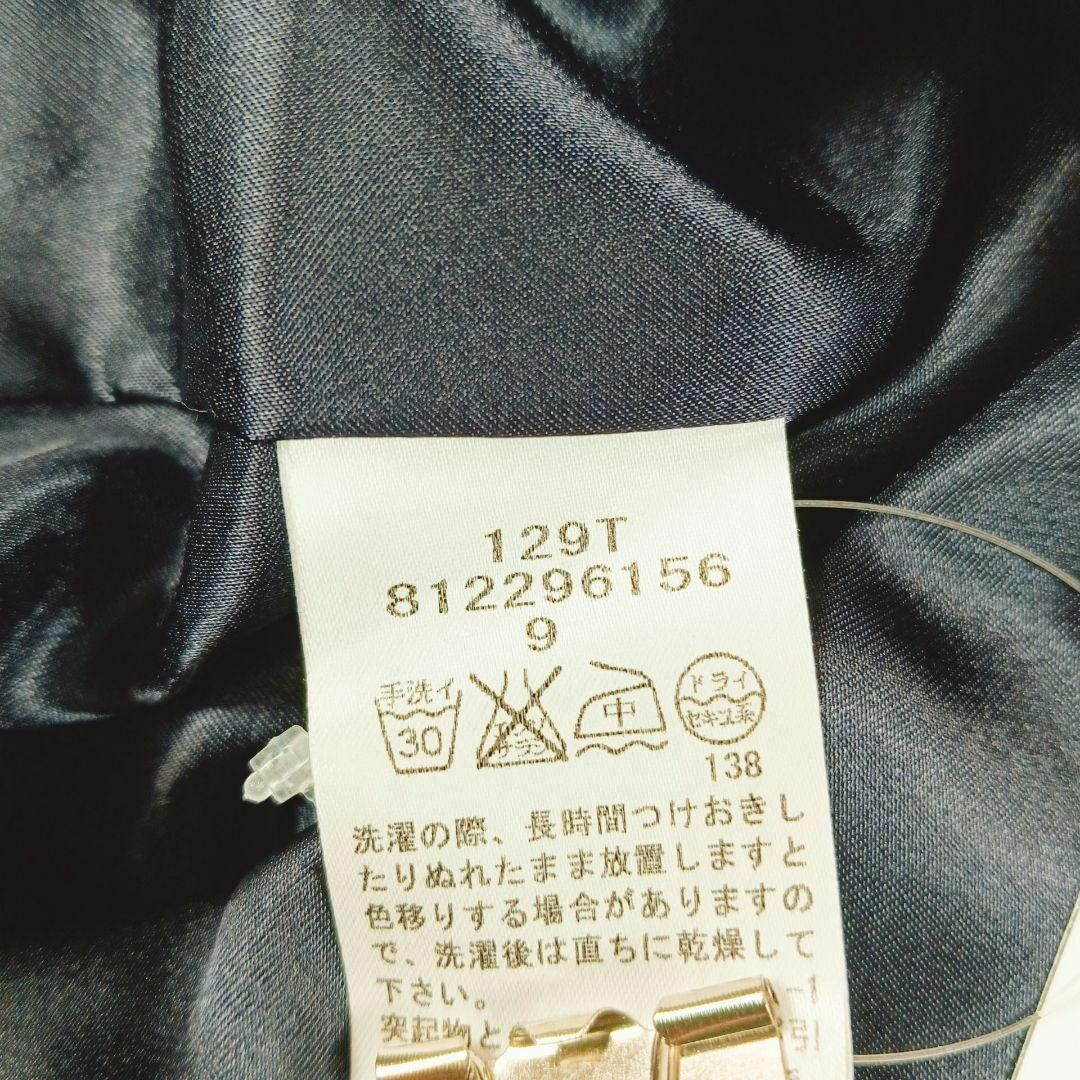 129T
812296156
9
手洗イ
30
中
ドライ
セキユ系
138
洗濯の際、長時間つけおきし
たりぬれたまま放置しますと
色移りする場合がありますの
で、洗濯後は直ちに乾燥して
下さい。
-1
突起物と
引